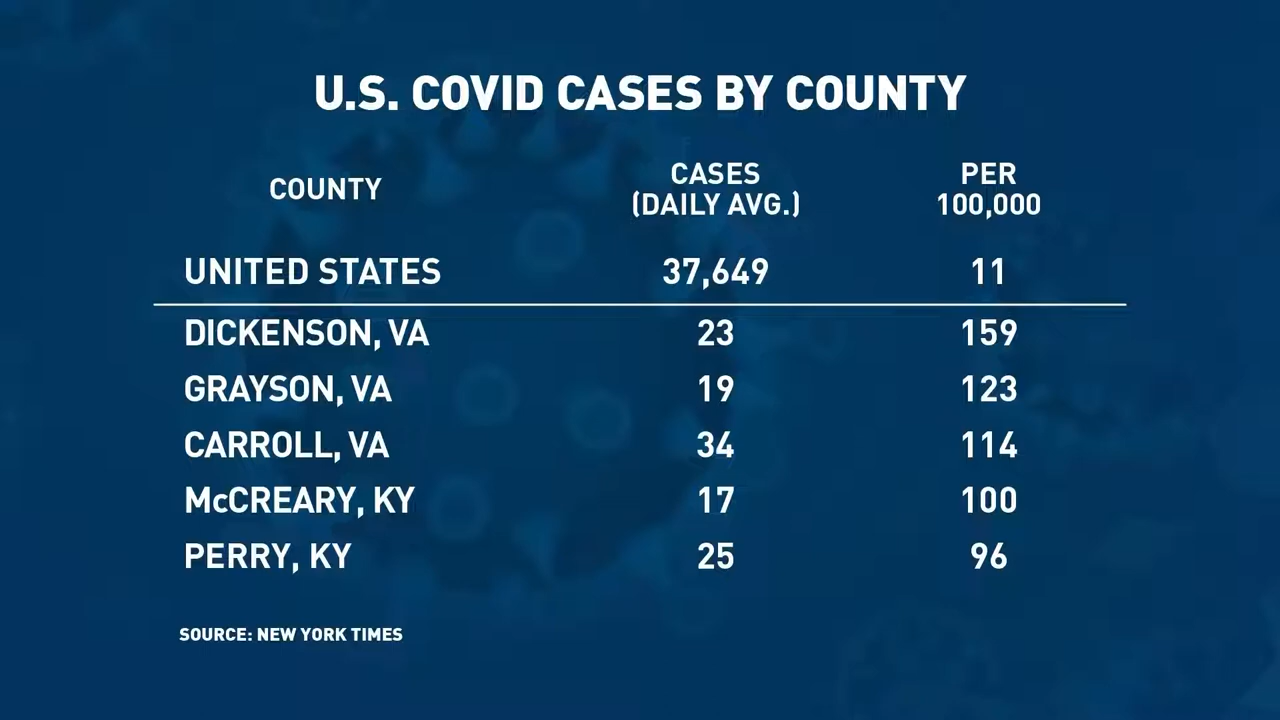 U.S. COVID CASES BY COUNTY
COUNTY CASES (DAILY AVG.) PER 100,000
UNITED STATES 37,649 11
DICKENSON, VA 23 159
GRAYSON, VA 19 123
CARROLL, VA 34 114
McCREARY, KY 17 100
PERRY, KY 25 96
SOURCE: NEW YORK TIMES